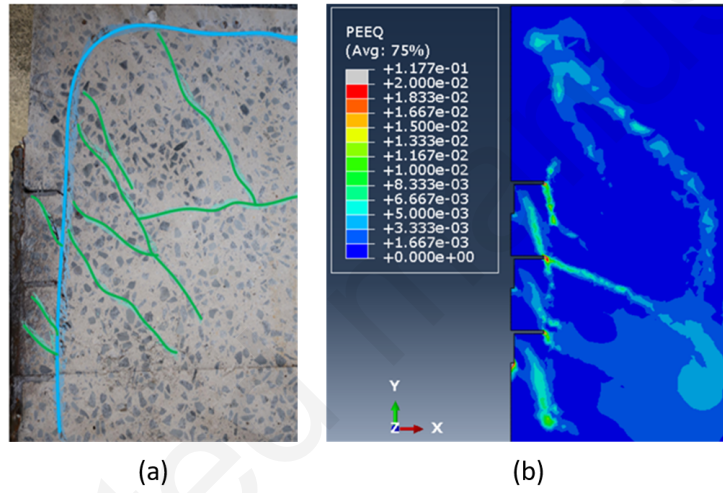 PEEQ
(Avg: 75%)
+1.177e-01
+2.000e-02
+1.833e-02
+1.667e-02
+1.500e-02
+1.333e-02
+1.167e-02
+1.000e-02
+8.333e-03
+6.667e-03
+5.000e-03
+3.333e-03
+1.667e-03
+0.000e+00
Y
Z
X
(a)
(b)